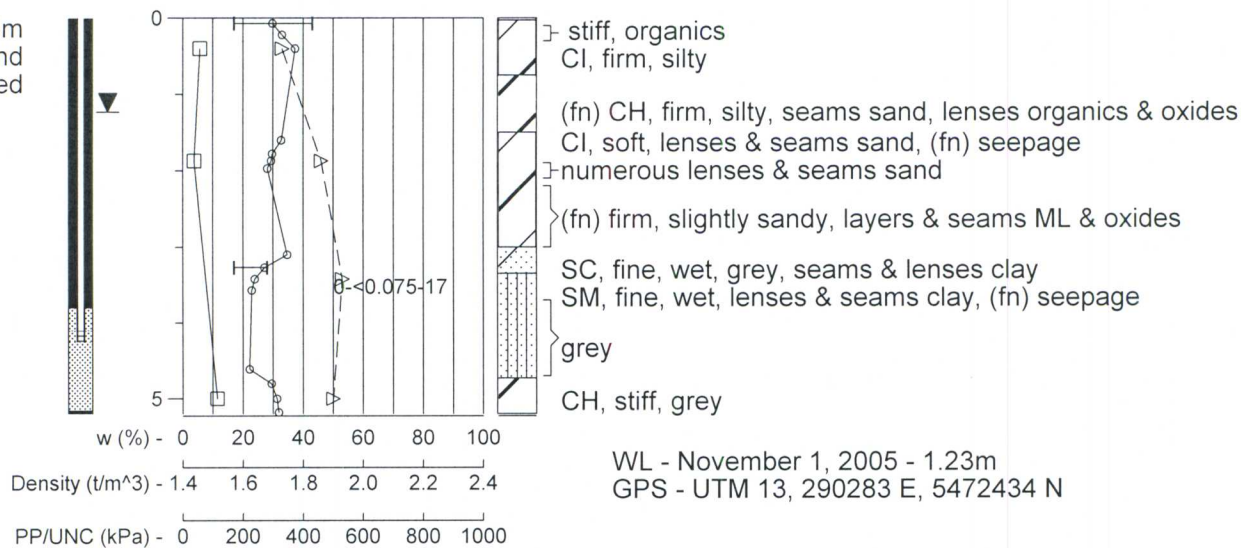 m
nd
ed
0
5
stiff, organics
CI, firm, silty
(fn) CH, firm, silty, seams sand, lenses organics & oxides
CI, soft, lenses & seams sand, (fn) seepage
numerous lenses & seams sand
(fn) firm, slightly sandy, layers & seams ML & oxides
SC, fine, wet, grey, seams & lenses clay
0-<0.075-17
SM, fine, wet, lenses & seams clay, (fn) seepage
grey
CH, stiff, grey
w (%) - 0 20 40 60 80 100
Density (t/m^3) - 1.4 1.6 1.8 2.0 2.2 2.4
PP/UNC (kPa) - 0 200 400 600 800 1000
WL - November 1, 2005 - 1.23m
GPS - UTM 13, 290283 E, 5472434 N